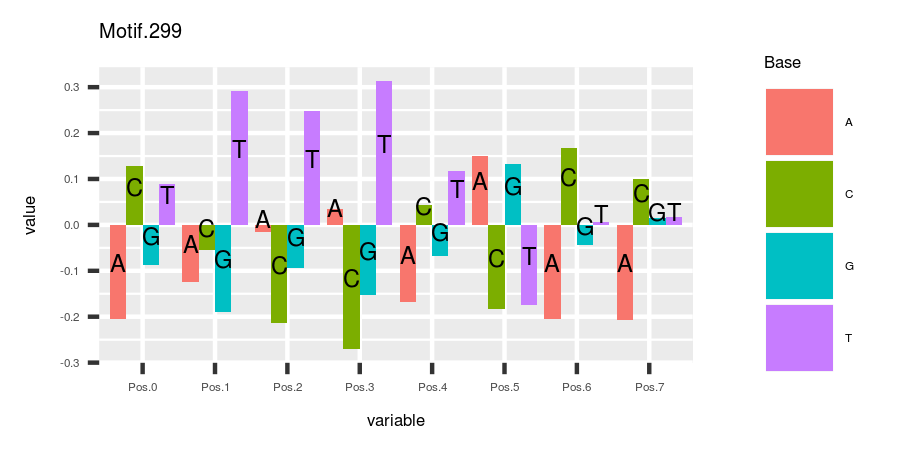 Motif.299
Base
A
C
G
T
value
0.3
0.2
0.1
0.0
-0.1
-0.2
-0.3
A C G T
A C G T
A C G T
A C G T
A C G T
A C G T
A C G T
A C G T
Pos.0 Pos.1 Pos.2 Pos.3 Pos.4 Pos.5 Pos.6 Pos.7
variable